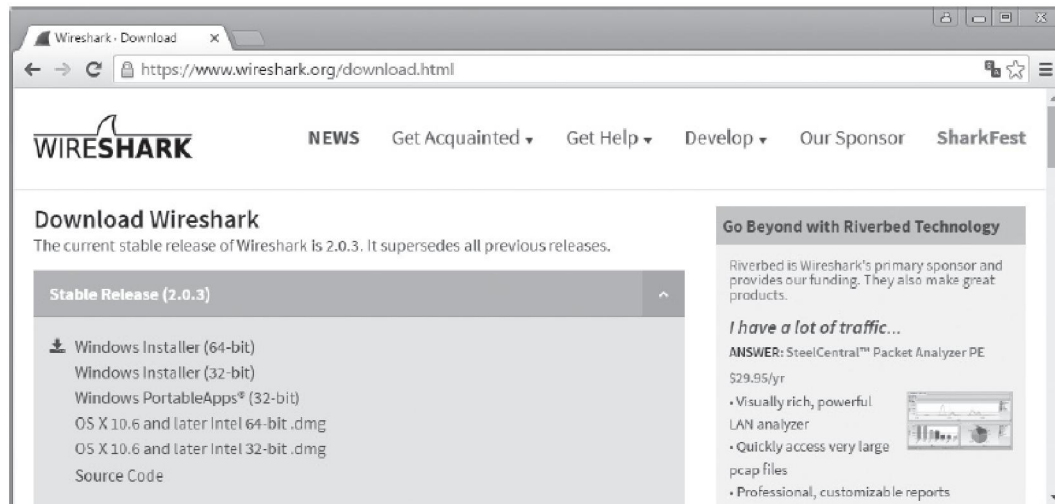 Wireshark · Download
https://www.wireshark.org/download.html
WIRESHARK
NEWS Get Acquainted Get Help Develop Our Sponsor SharkFest
Download Wireshark
The current stable release of Wireshark is 2.0.3. It supersedes all previous releases.
Stable Release (2.0.3)
Windows Installer (64-bit)
Windows Installer (32-bit)
Windows PortableApps® (32-bit)
OS X 10.6 and later Intel 64-bit .dmg
OS X 10.6 and later Intel 32-bit .dmg
Source Code
Go Beyond with Riverbed Technology
Riverbed is Wireshark's primary sponsor and
provides our funding. They also make great
products.
I have a lot of traffic...
ANSWER: SteelCentral™ Packet Analyzer PE
$29.95/yr
• Visually rich, powerful
LAN analyzer
• Quickly access very large
pcap files
• Professional, customizable reports